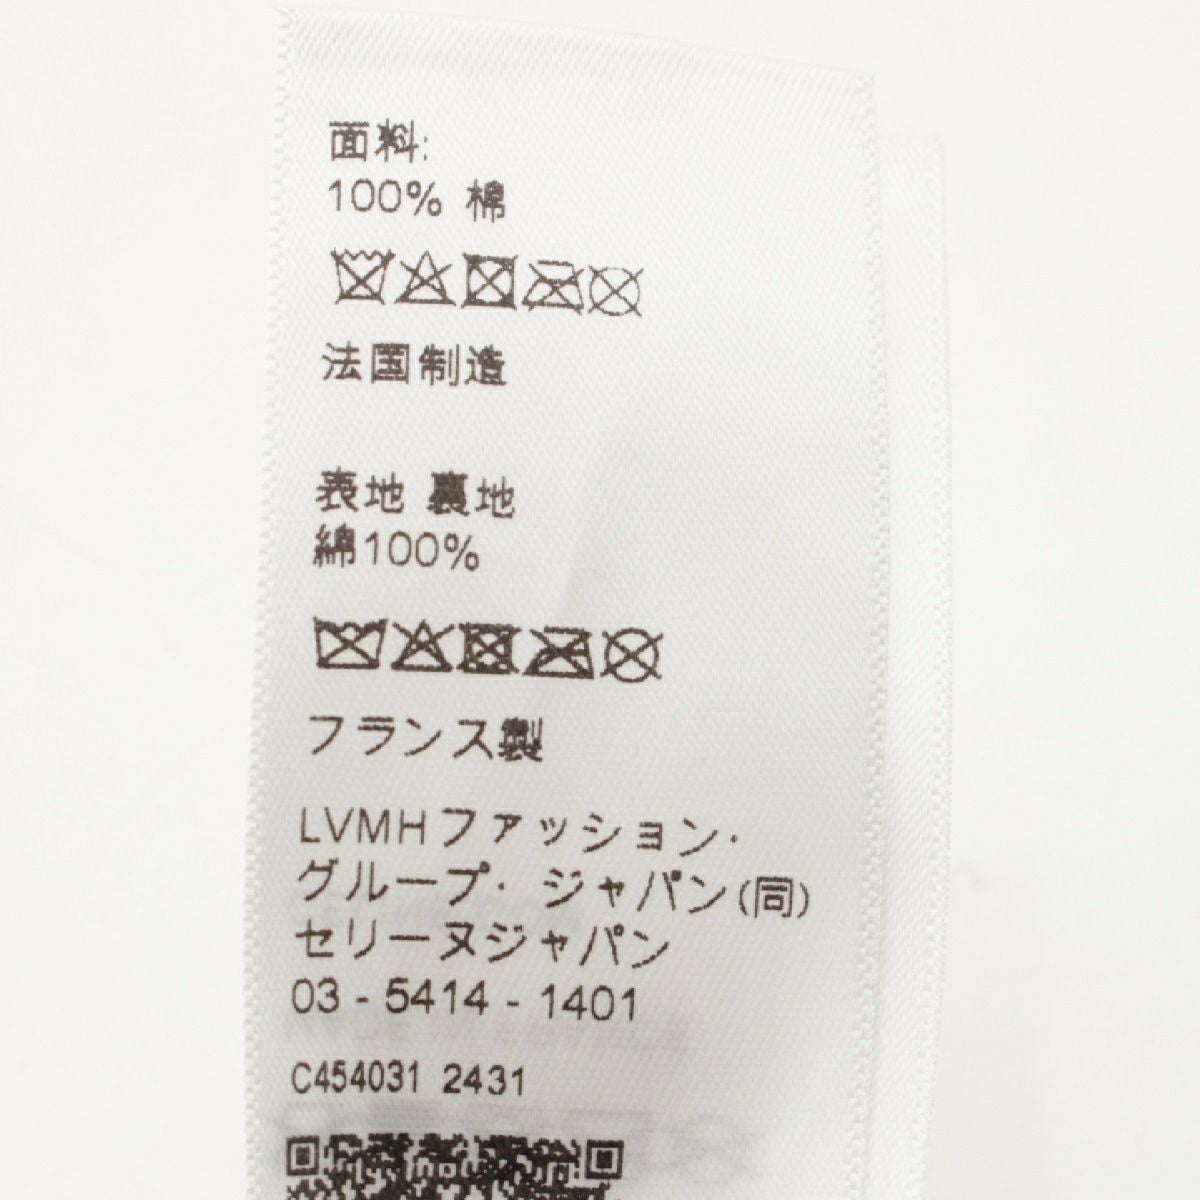 面料:
100% 棉
法国制造
表地 裏地
綿100%
フランス製
LVMHファッション・
グループ・ジャパン(同)
セリーヌジャパン
03 - 5414 - 1401
C454031 2431